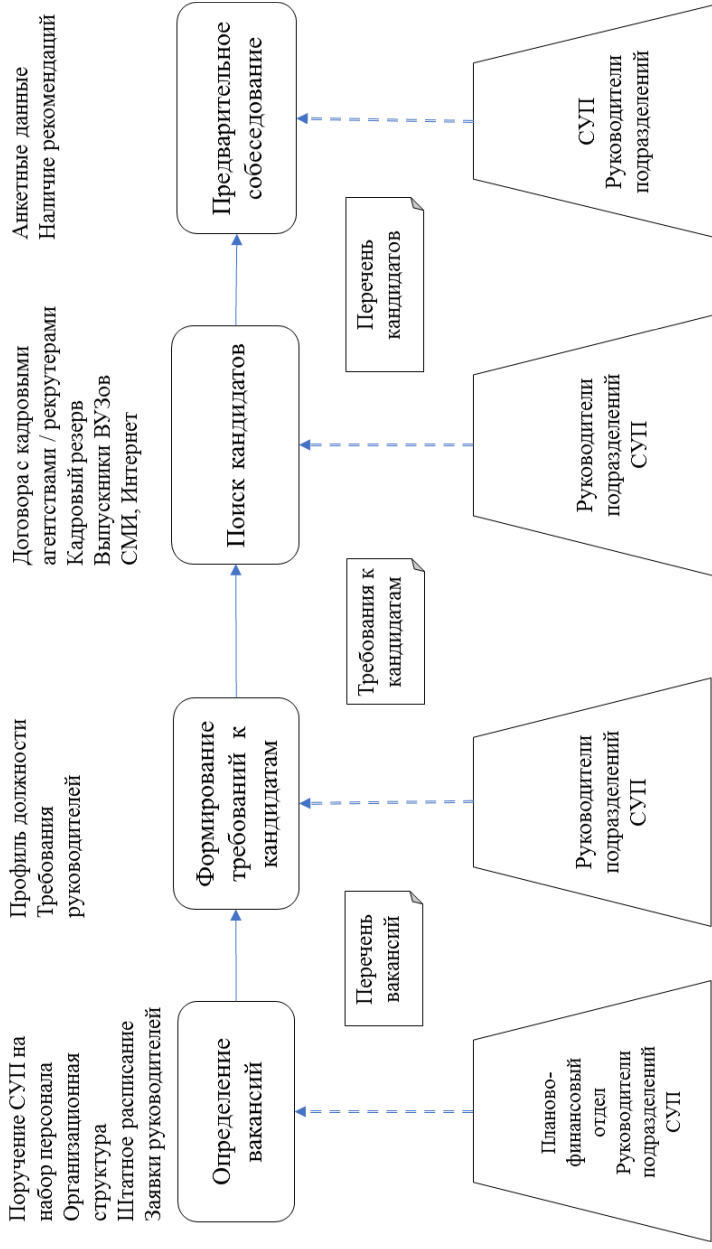 Поручение СУП на
набор персонала
Организационная
структура
Штатное расписание
Заявки руководителей
Профиль должности
Требования
руководителей
Договора с кадровыми
агентствами / рекрутерами
Кадровый резерв
Выпускники ВУЗов
СМИ, Интернет
Анкетные данные
Наличие рекомендаций
Определение
вакансий
Формирование
требований к
кандидатам
Поиск кандидатов
Предварительное
собеседование
Перечень
вакансий
Требования к
кандидатам
Перечень
кандидатов
Планово-
финансовый
отдел
Руководители
подразделений
СУП
Руководители
подразделений
СУП
Руководители
подразделений
СУП
СУП
Руководители
подразделений